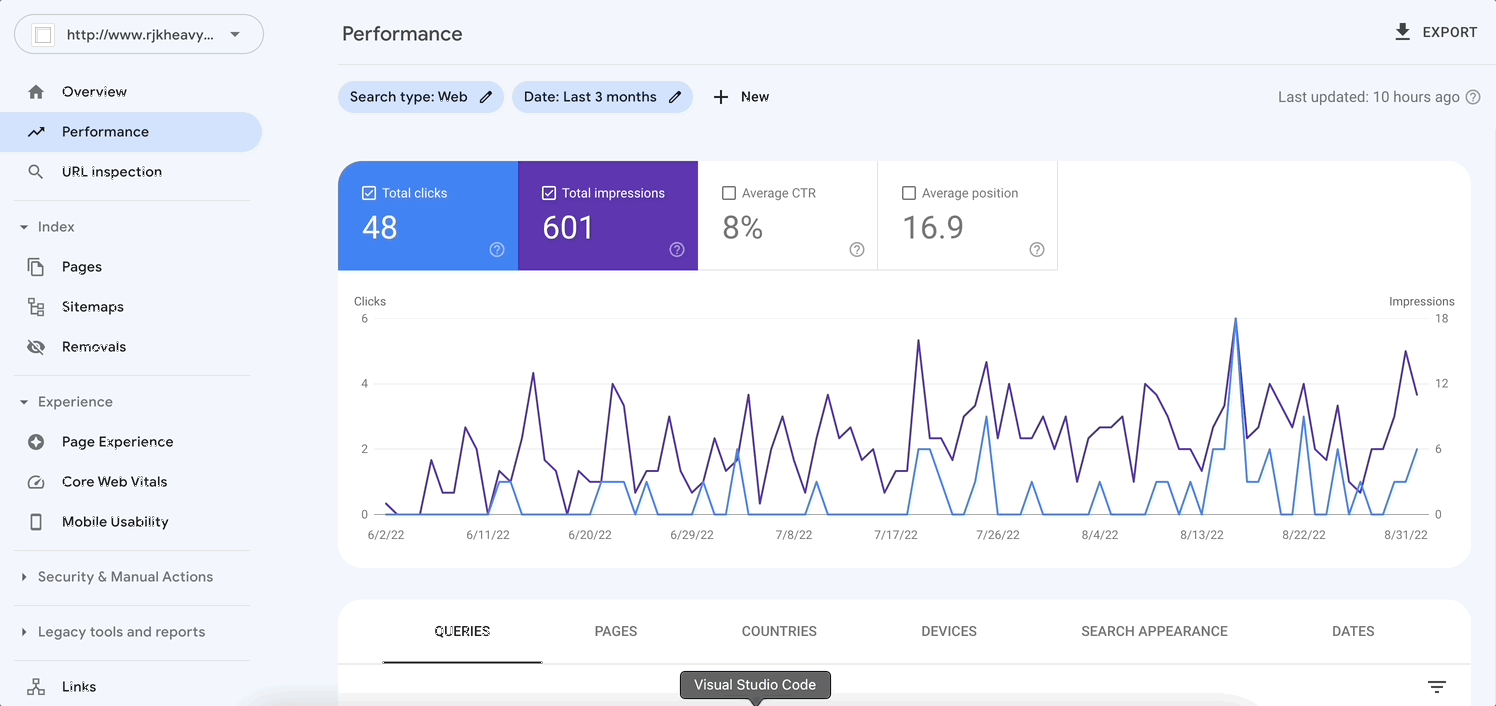 http://www.rjkheavy...
Overview
Performance
URL inspection
Index
Pages
Sitemaps
Removals
Experience
Page Experience
Core Web Vitals
Mobile Usability
Security & Manual Actions
Legacy tools and reports
Links
Performance
EXPORT
Search type: Web
Date: Last 3 months
New
Last updated: 10 hours ago
Total clicks
48
Total impressions
601
Average CTR
8%
Average position
16.9
Clicks
Impressions
6
18
4
12
2
6
0
0
6/2/22 6/11/22 6/20/22 6/29/22 7/8/22 7/17/22 7/26/22 8/4/22 8/13/22 8/22/22 8/31/22
QUERIES PAGES COUNTRIES DEVICES SEARCH APPEARANCE DATES
Visual Studio Code